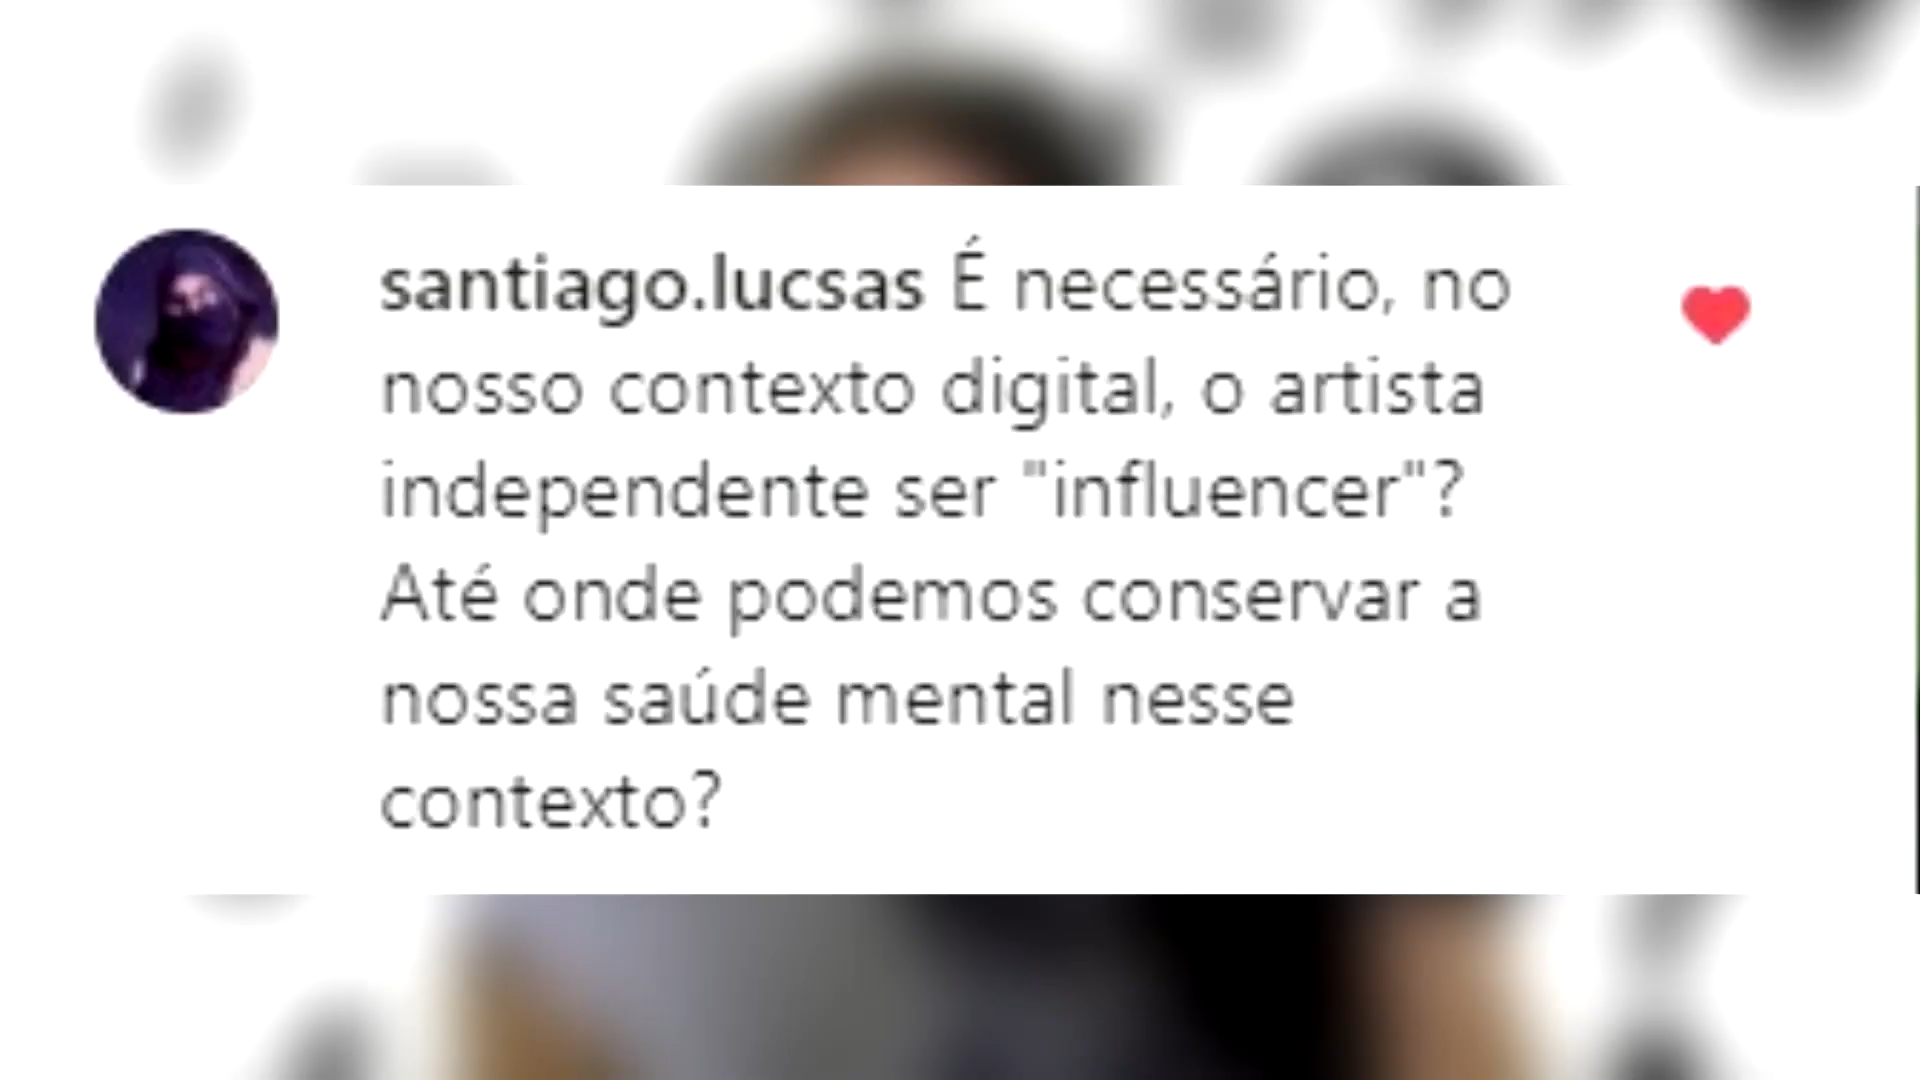 santiago.lucsas É necessário, no
nosso contexto digital, o artista
independente ser "influencer"?
Até onde podemos conservar a
nossa saúde mental nesse
contexto?